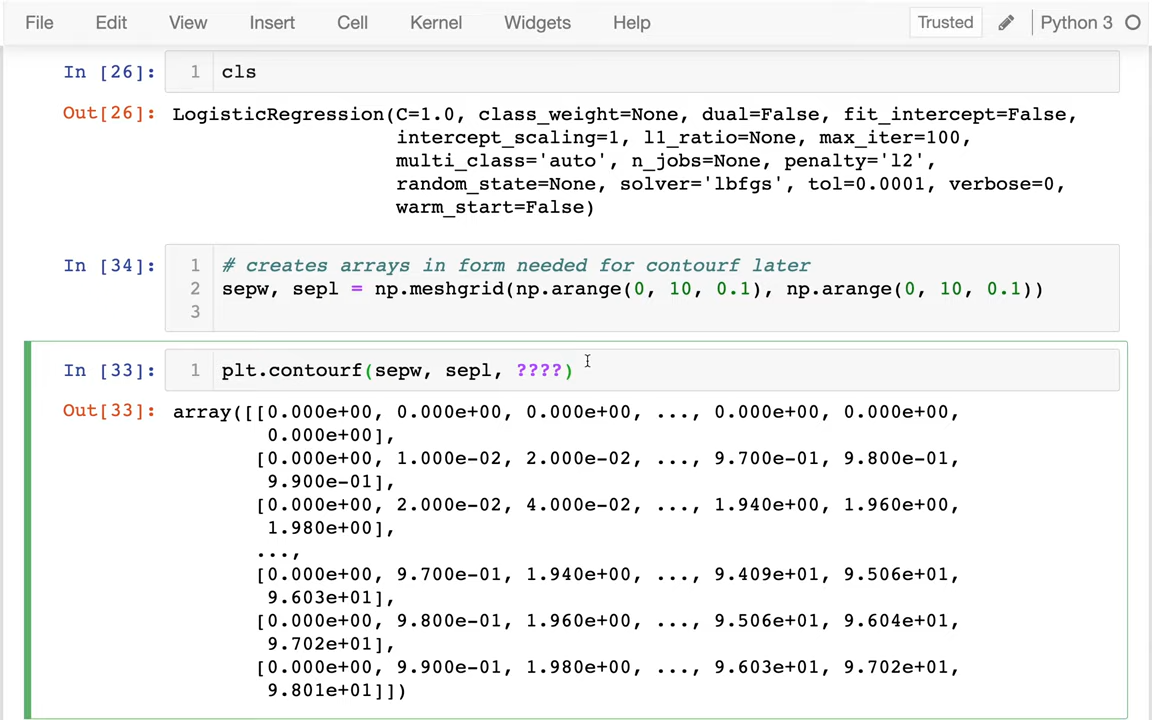 File Edit View Insert Cell Kernel Widgets Help Trusted Python 3
In [26]: 1 cls
Out[26]: LogisticRegression(C=1.0, class_weight=None, dual=False, fit_intercept=False,
intercept_scaling=1, l1_ratio=None, max_iter=100,
multi_class='auto', n_jobs=None, penalty='l2',
random_state=None, solver='lbfgs', tol=0.0001, verbose=0,
warm_start=False)
In [34]: 1 # creates arrays in form needed for contourf later
2 sepw, sepl = np.meshgrid(np.arange(0, 10, 0.1), np.arange(0, 10, 0.1))
3
In [33]: 1 plt.contourf(sepw, sepl, ????)
Out[33]: array([[0.000e+00, 0.000e+00, 0.000e+00, ..., 0.000e+00, 0.000e+00,
0.000e+00],
[0.000e+00, 1.000e-02, 2.000e-02, ..., 9.700e-01, 9.800e-01,
9.900e-01],
[0.000e+00, 2.000e-02, 4.000e-02, ..., 1.940e+00, 1.960e+00,
1.980e+00],
...,
[0.000e+00, 9.700e-01, 1.940e+00, ..., 9.409e+01, 9.506e+01,
9.603e+01],
[0.000e+00, 9.800e-01, 1.960e+00, ..., 9.506e+01, 9.604e+01,
9.702e+01],
[0.000e+00, 9.900e-01, 1.980e+00, ..., 9.603e+01, 9.702e+01,
9.801e+01]])